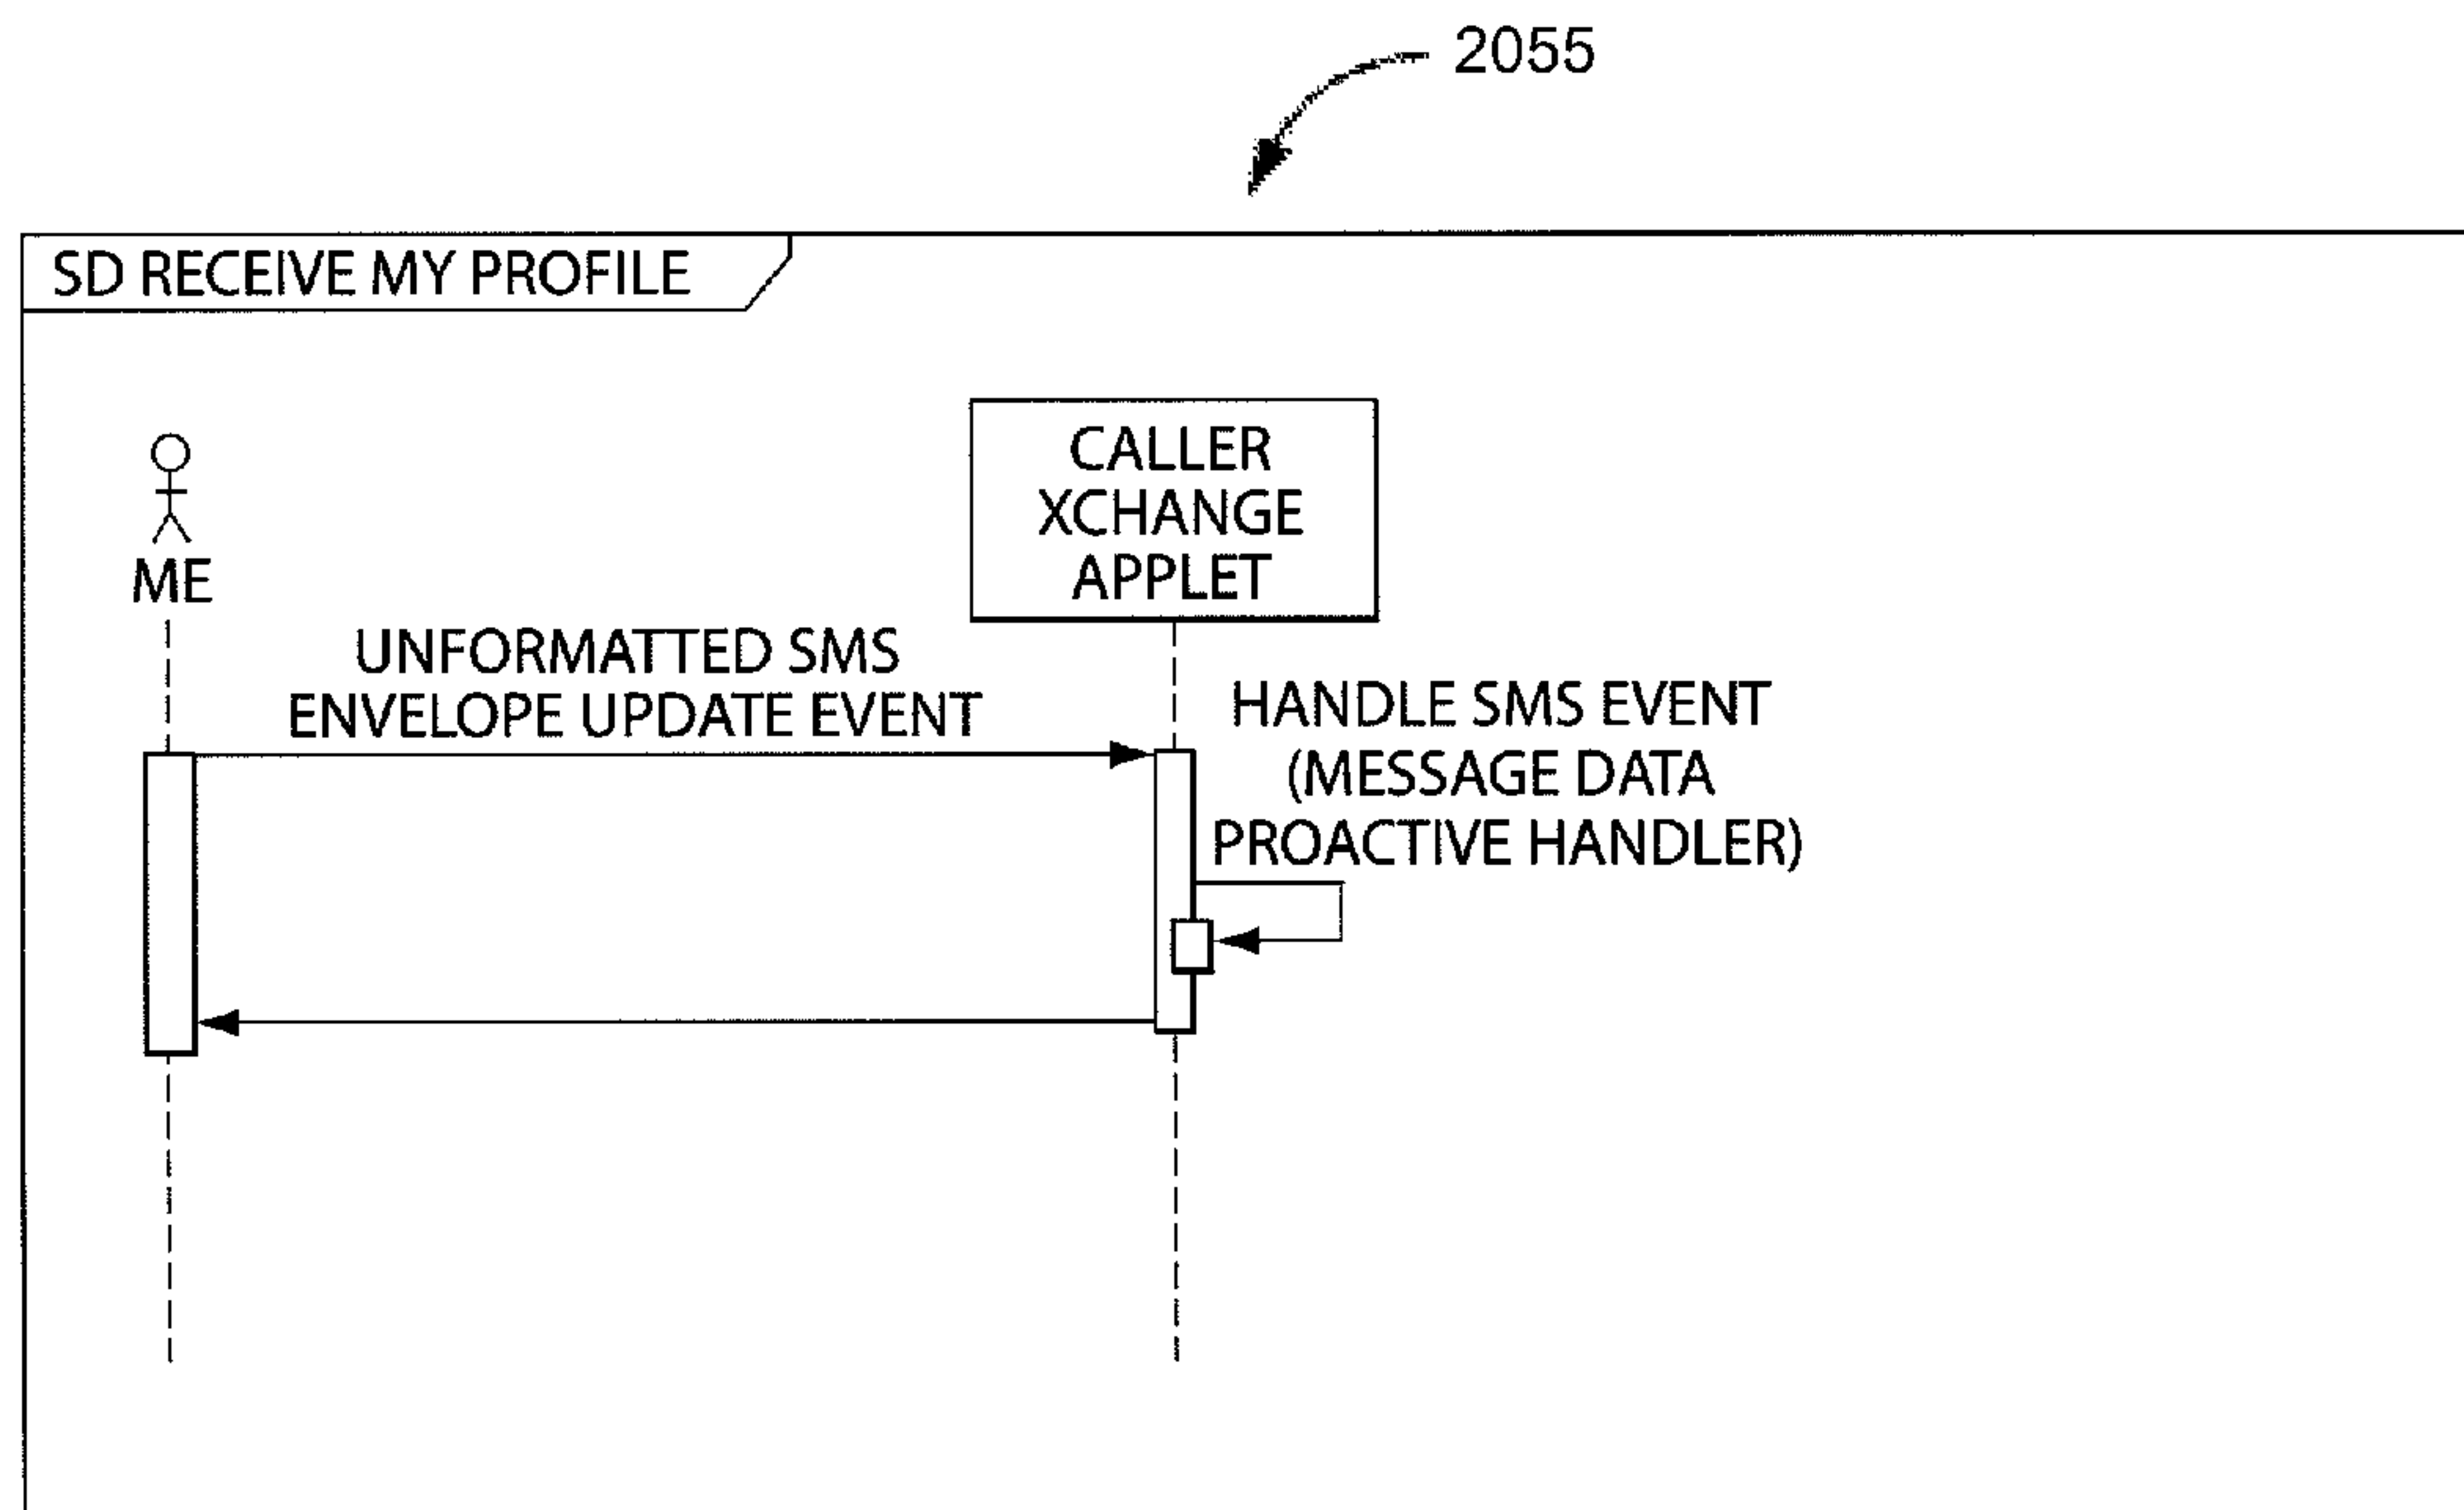 2055
SD RECEIVE MY PROFILE
CALLER
XCHANGE
APPLET
ME
UNFORMATTED SMS
ENVELOPE UPDATE EVENT
HANDLE SMS EVENT
(MESSAGE DATA
PROACTIVE HANDLER)